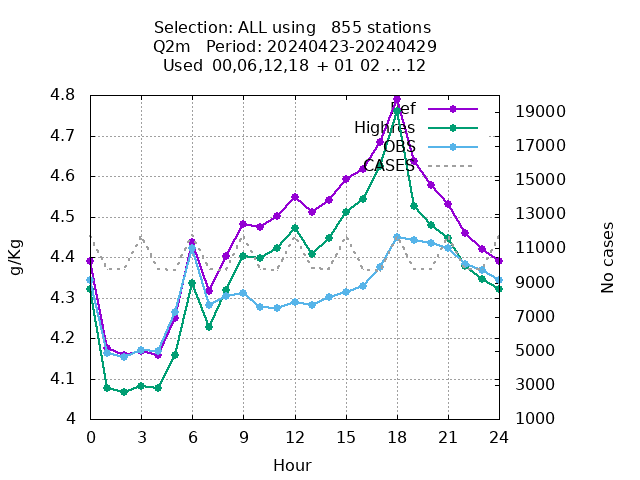 Selection: ALL using 855 stations
Q2m Period: 20240423-20240429
Used 00,06,12,18 + 01 02 ... 12
4.8
4.7
4.6
4.5
4.4
4.3
4.2
4.1
4
g/Kg
Ref
Highres
OBS
CASES
19000
17000
15000
13000
11000
9000
7000
5000
3000
1000
No cases
0 3 6 9 12 15 18 21 24
Hour